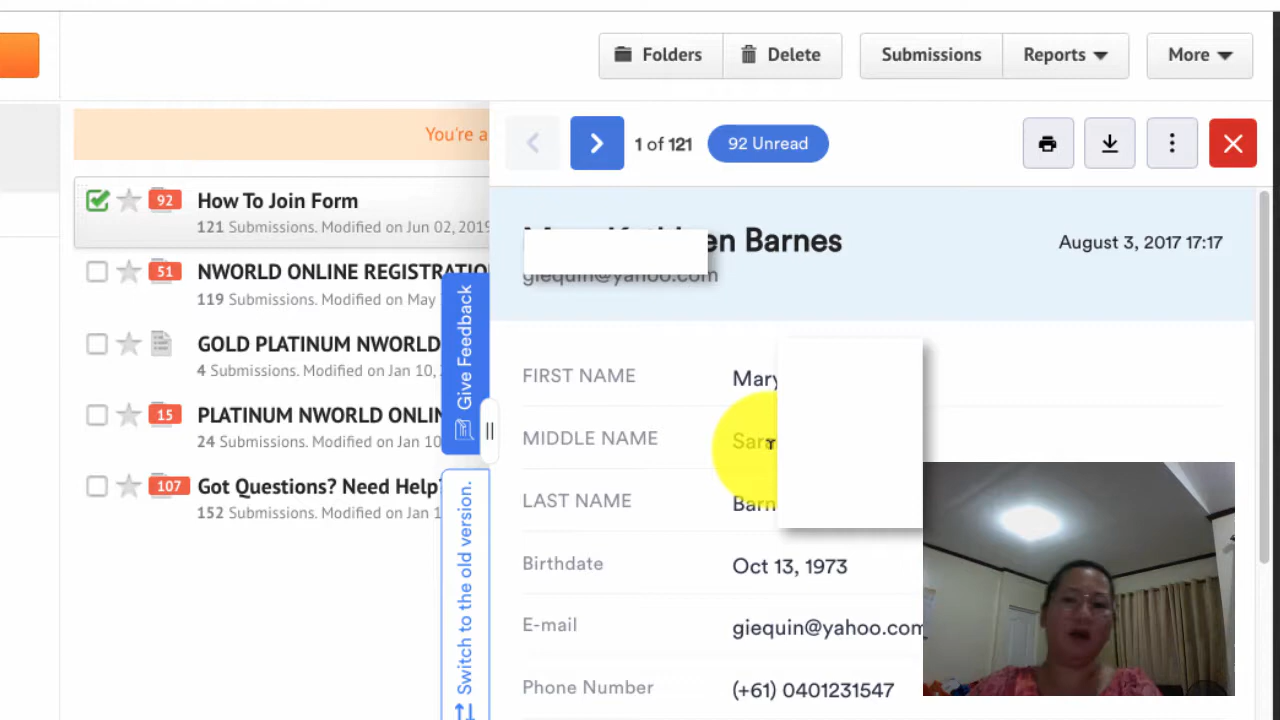 Folders Delete Submissions Reports More
You're a
1 of 121 92 Unread
92 How To Join Form
121 Submissions. Modified on Jun 02, 2019
51 NWORLD ONLINE REGISTRATIO
119 Submissions. Modified on May
GOLD PLATINUM NWORLD
4 Submissions. Modified on Jan 10,
15 PLATINUM NWORLD ONLIN
24 Submissions. Modified on Jan 10
107 Got Questions? Need Help?
152 Submissions. Modified on Jan 1
Give Feedback
Switch to the old version.
Barnes
August 3, 2017 17:17
giequin@yahoo.com
FIRST NAME Mary
MIDDLE NAME
LAST NAME Barn
Birthdate Oct 13, 1973
E-mail giequin@yahoo.com
Phone Number (+61) 0401231547